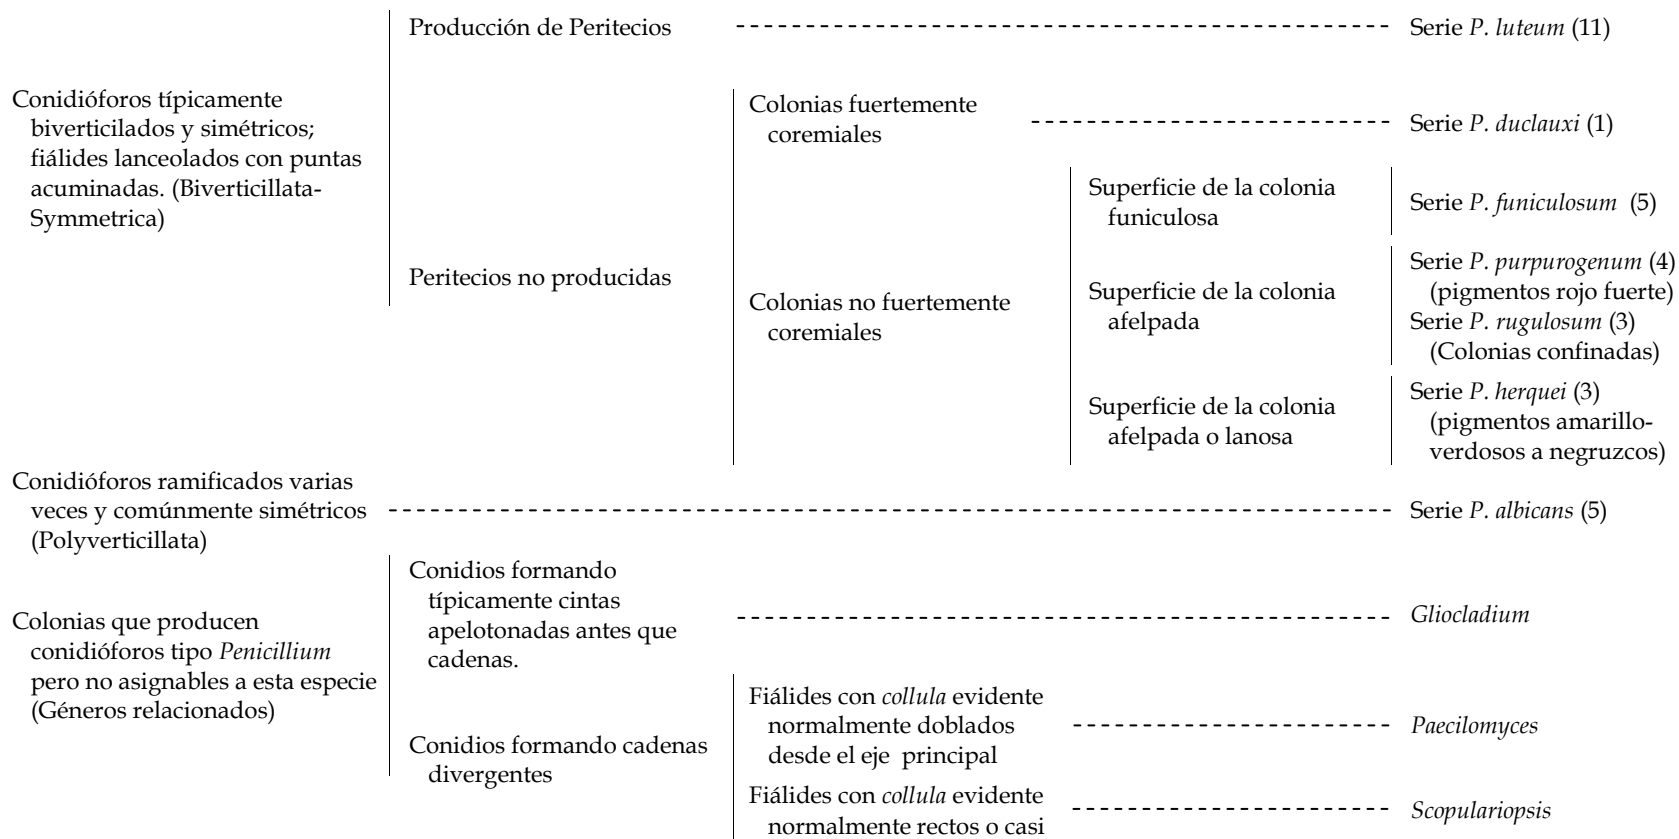 Producción de Peritecios
Serie P. luteum (11)
Conidióforos típicamente
biverticilados y simétricos;
fiálides lanceolados con puntas
acuminadas. (Biverticillata-
Symmetrica)
Colonias fuertemente
coremiales
Serie P. duclauxi (1)
Peritecios no producidas
Colonias no fuertemente
coremiales
Superficie de la colonia
funiculosa
Serie P. funiculosum (5)
Superficie de la colonia
afelpada
Serie P. purpurogenum (4)
(pigmentos rojo fuerte)
Serie P. rugulosum (3)
(Colonias confinadas)
Superficie de la colonia
afelpada o lanosa
Serie P. herquei (3)
(pigmentos amarillo-
verdosos a negruzcos)
Conidióforos ramificados varias
veces y comúnmente simétricos
(Polyverticillata)
Serie P. albicans (5)
Colonias que producen
conidióforos tipo Penicillium
pero no asignables a esta especie
(Géneros relacionados)
Conidios formando
típicamente cintas
apelotonadas antes que
cadenas.
Gliocladium
Conidios formando cadenas
divergentes
Fiálides con collula evidente
normalmente doblados
desde el eje principal
Paecilomyces
Fiálides con collula evidente
normalmente rectos o casi
Scopulariopsis